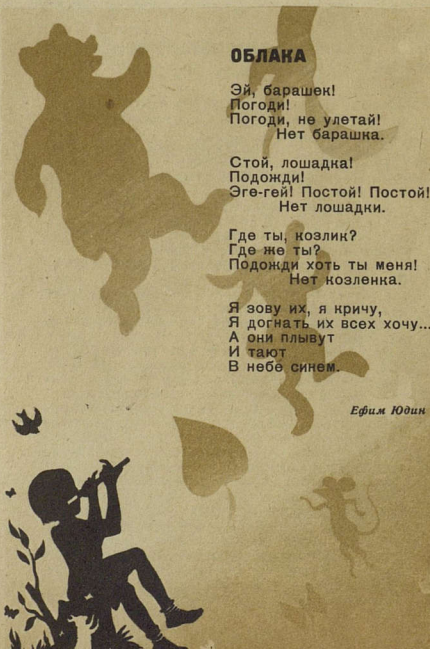 ОБЛАКА
Эй, барашек!
Погоди!
Погоди, не улетай!
Нет барашка.
Стой, лошадка!
Подожди!
Эге-гей! Постой! Постой!
Нет лошадки.
Где ты, козлик?
Где же ты?
Подожди хоть ты меня!
Нет козленка.
Я зову их, я кричу,
Я догнать их всех хочу...
А они плывут
И тают
В небе синем.
Ефим Юдин